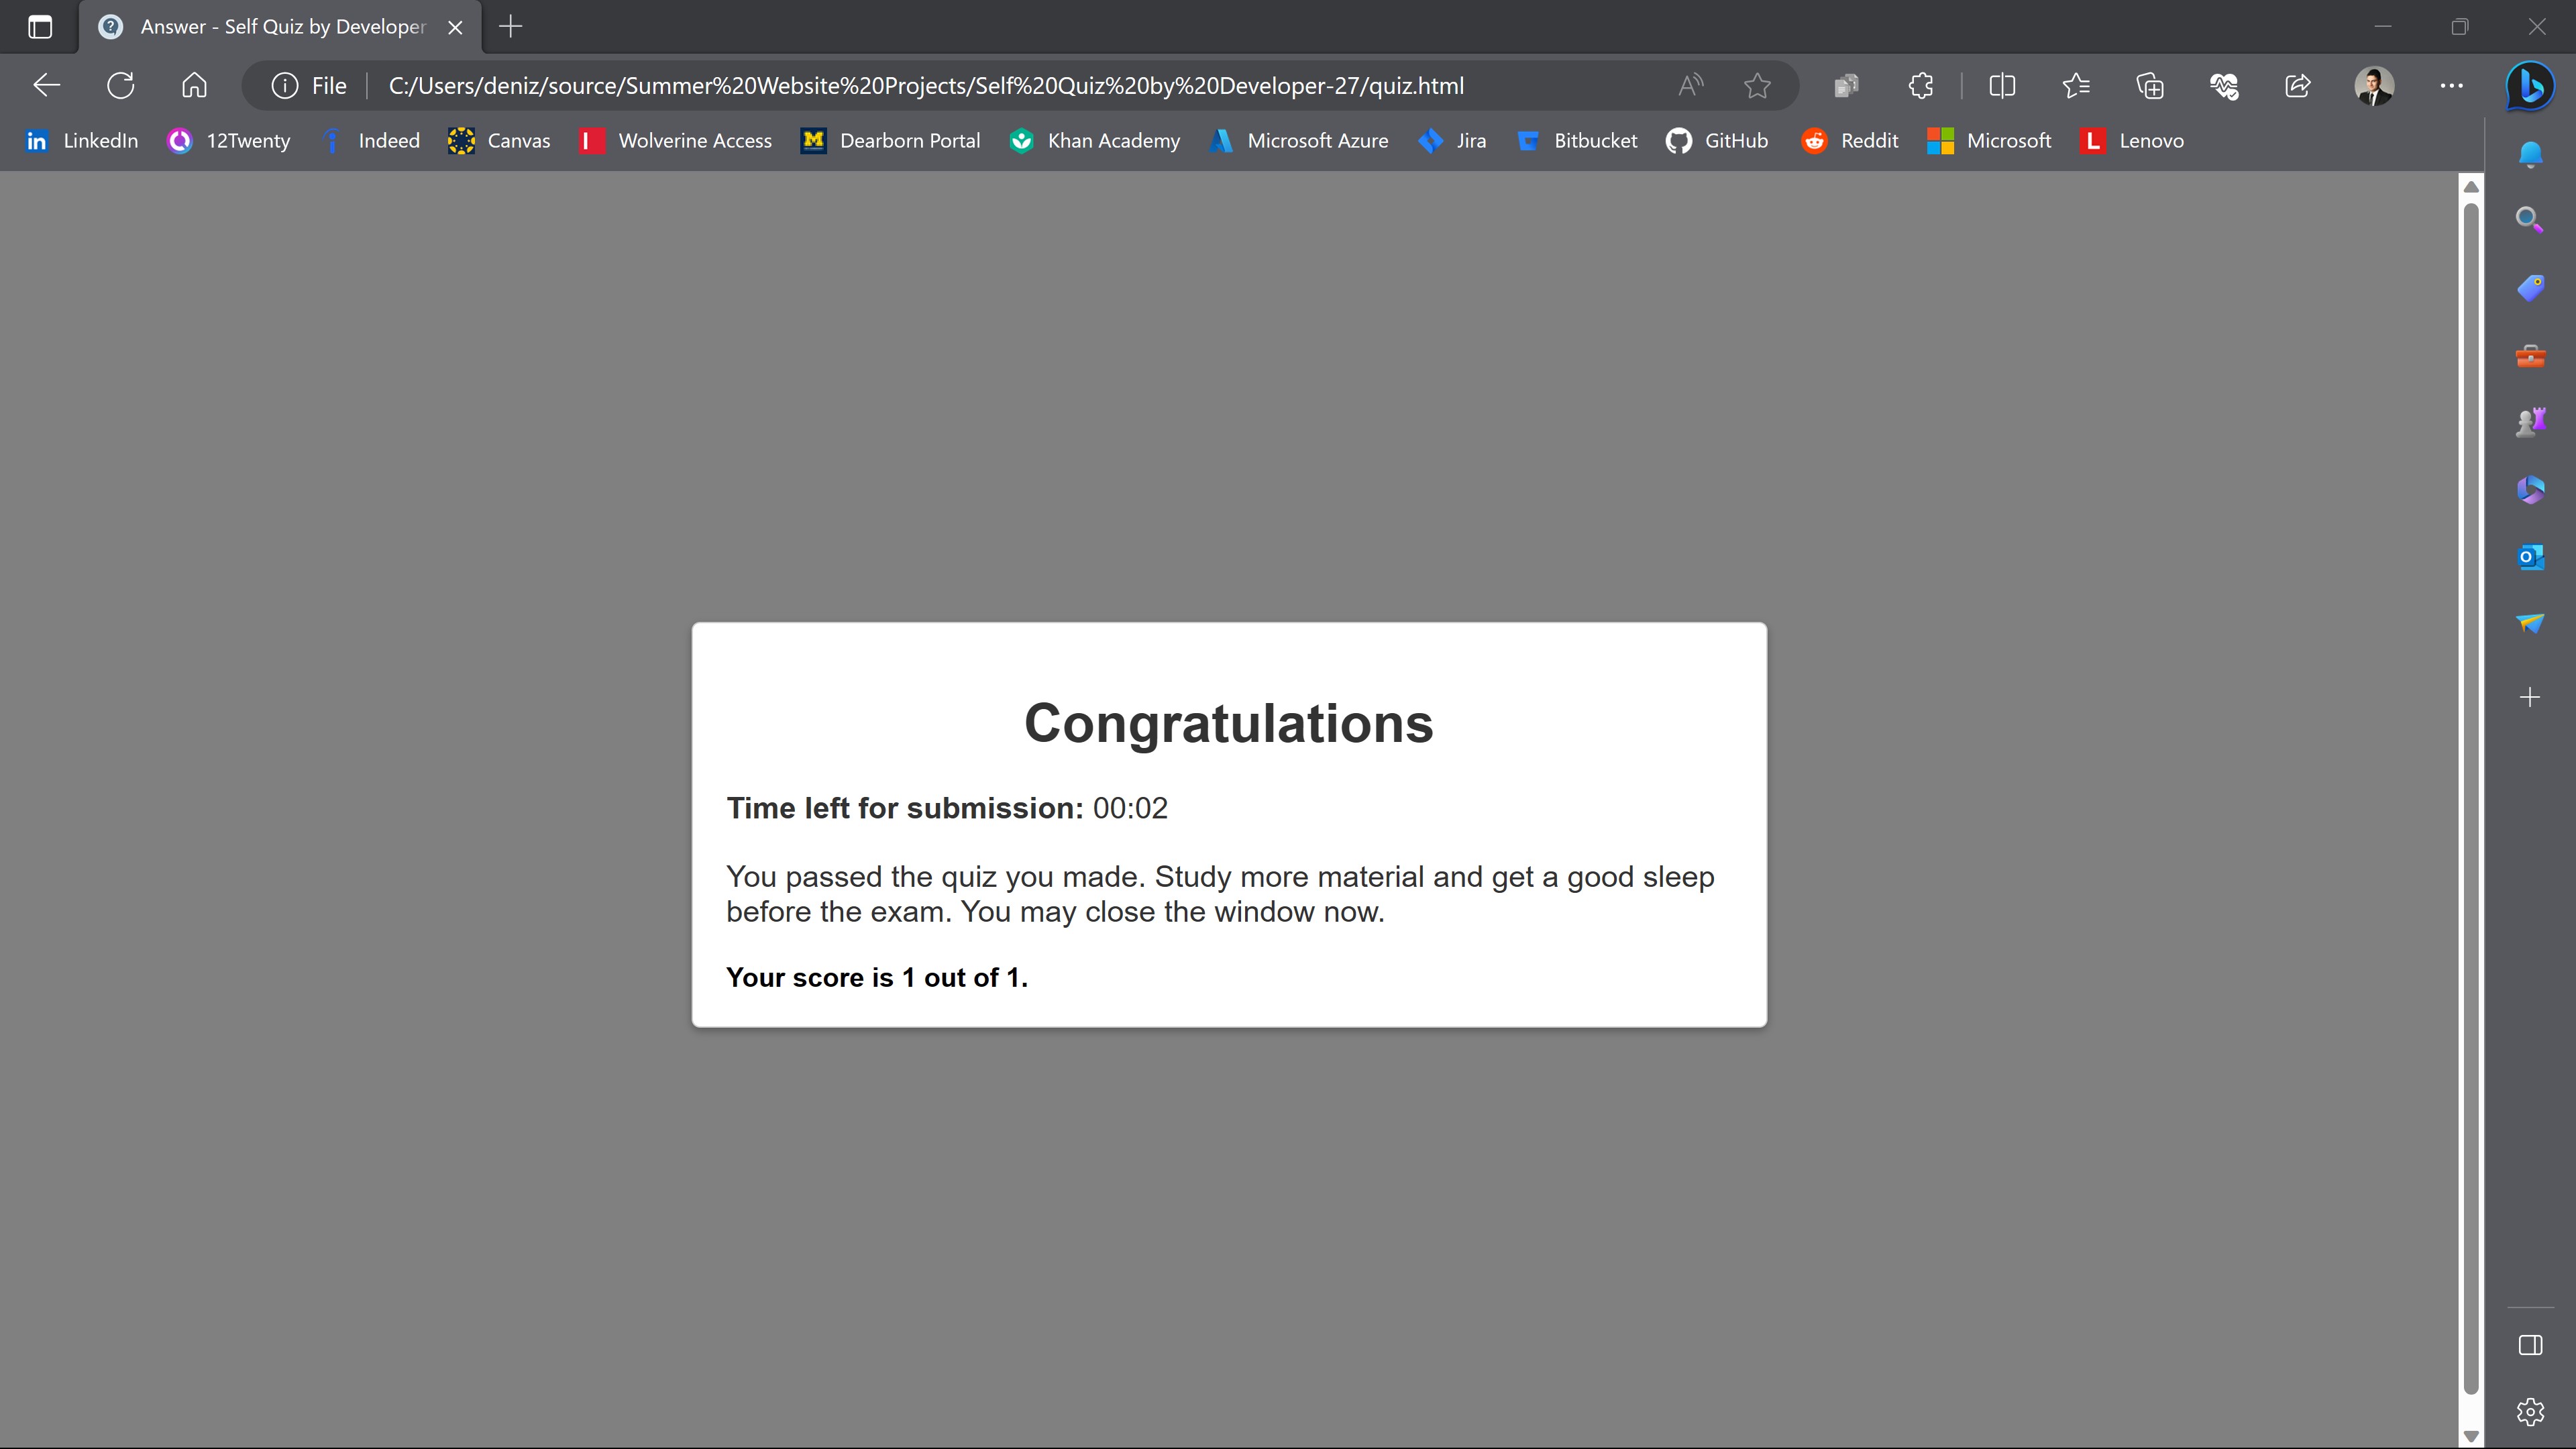 Answer - Self Quiz by Developer
File
C:/Users/deniz/source/Summer%20Website%20Projects/Self%20Quiz%20by%20Developer-27/quiz.html
LinkedIn 12Twenty Indeed Canvas Wolverine Access Dearborn Portal Khan Academy Microsoft Azure Jira Bitbucket GitHub Reddit Microsoft Lenovo
Congratulations
Time left for submission: 00:02
You passed the quiz you made. Study more material and get a good sleep
before the exam. You may close the window now.
Your score is 1 out of 1.